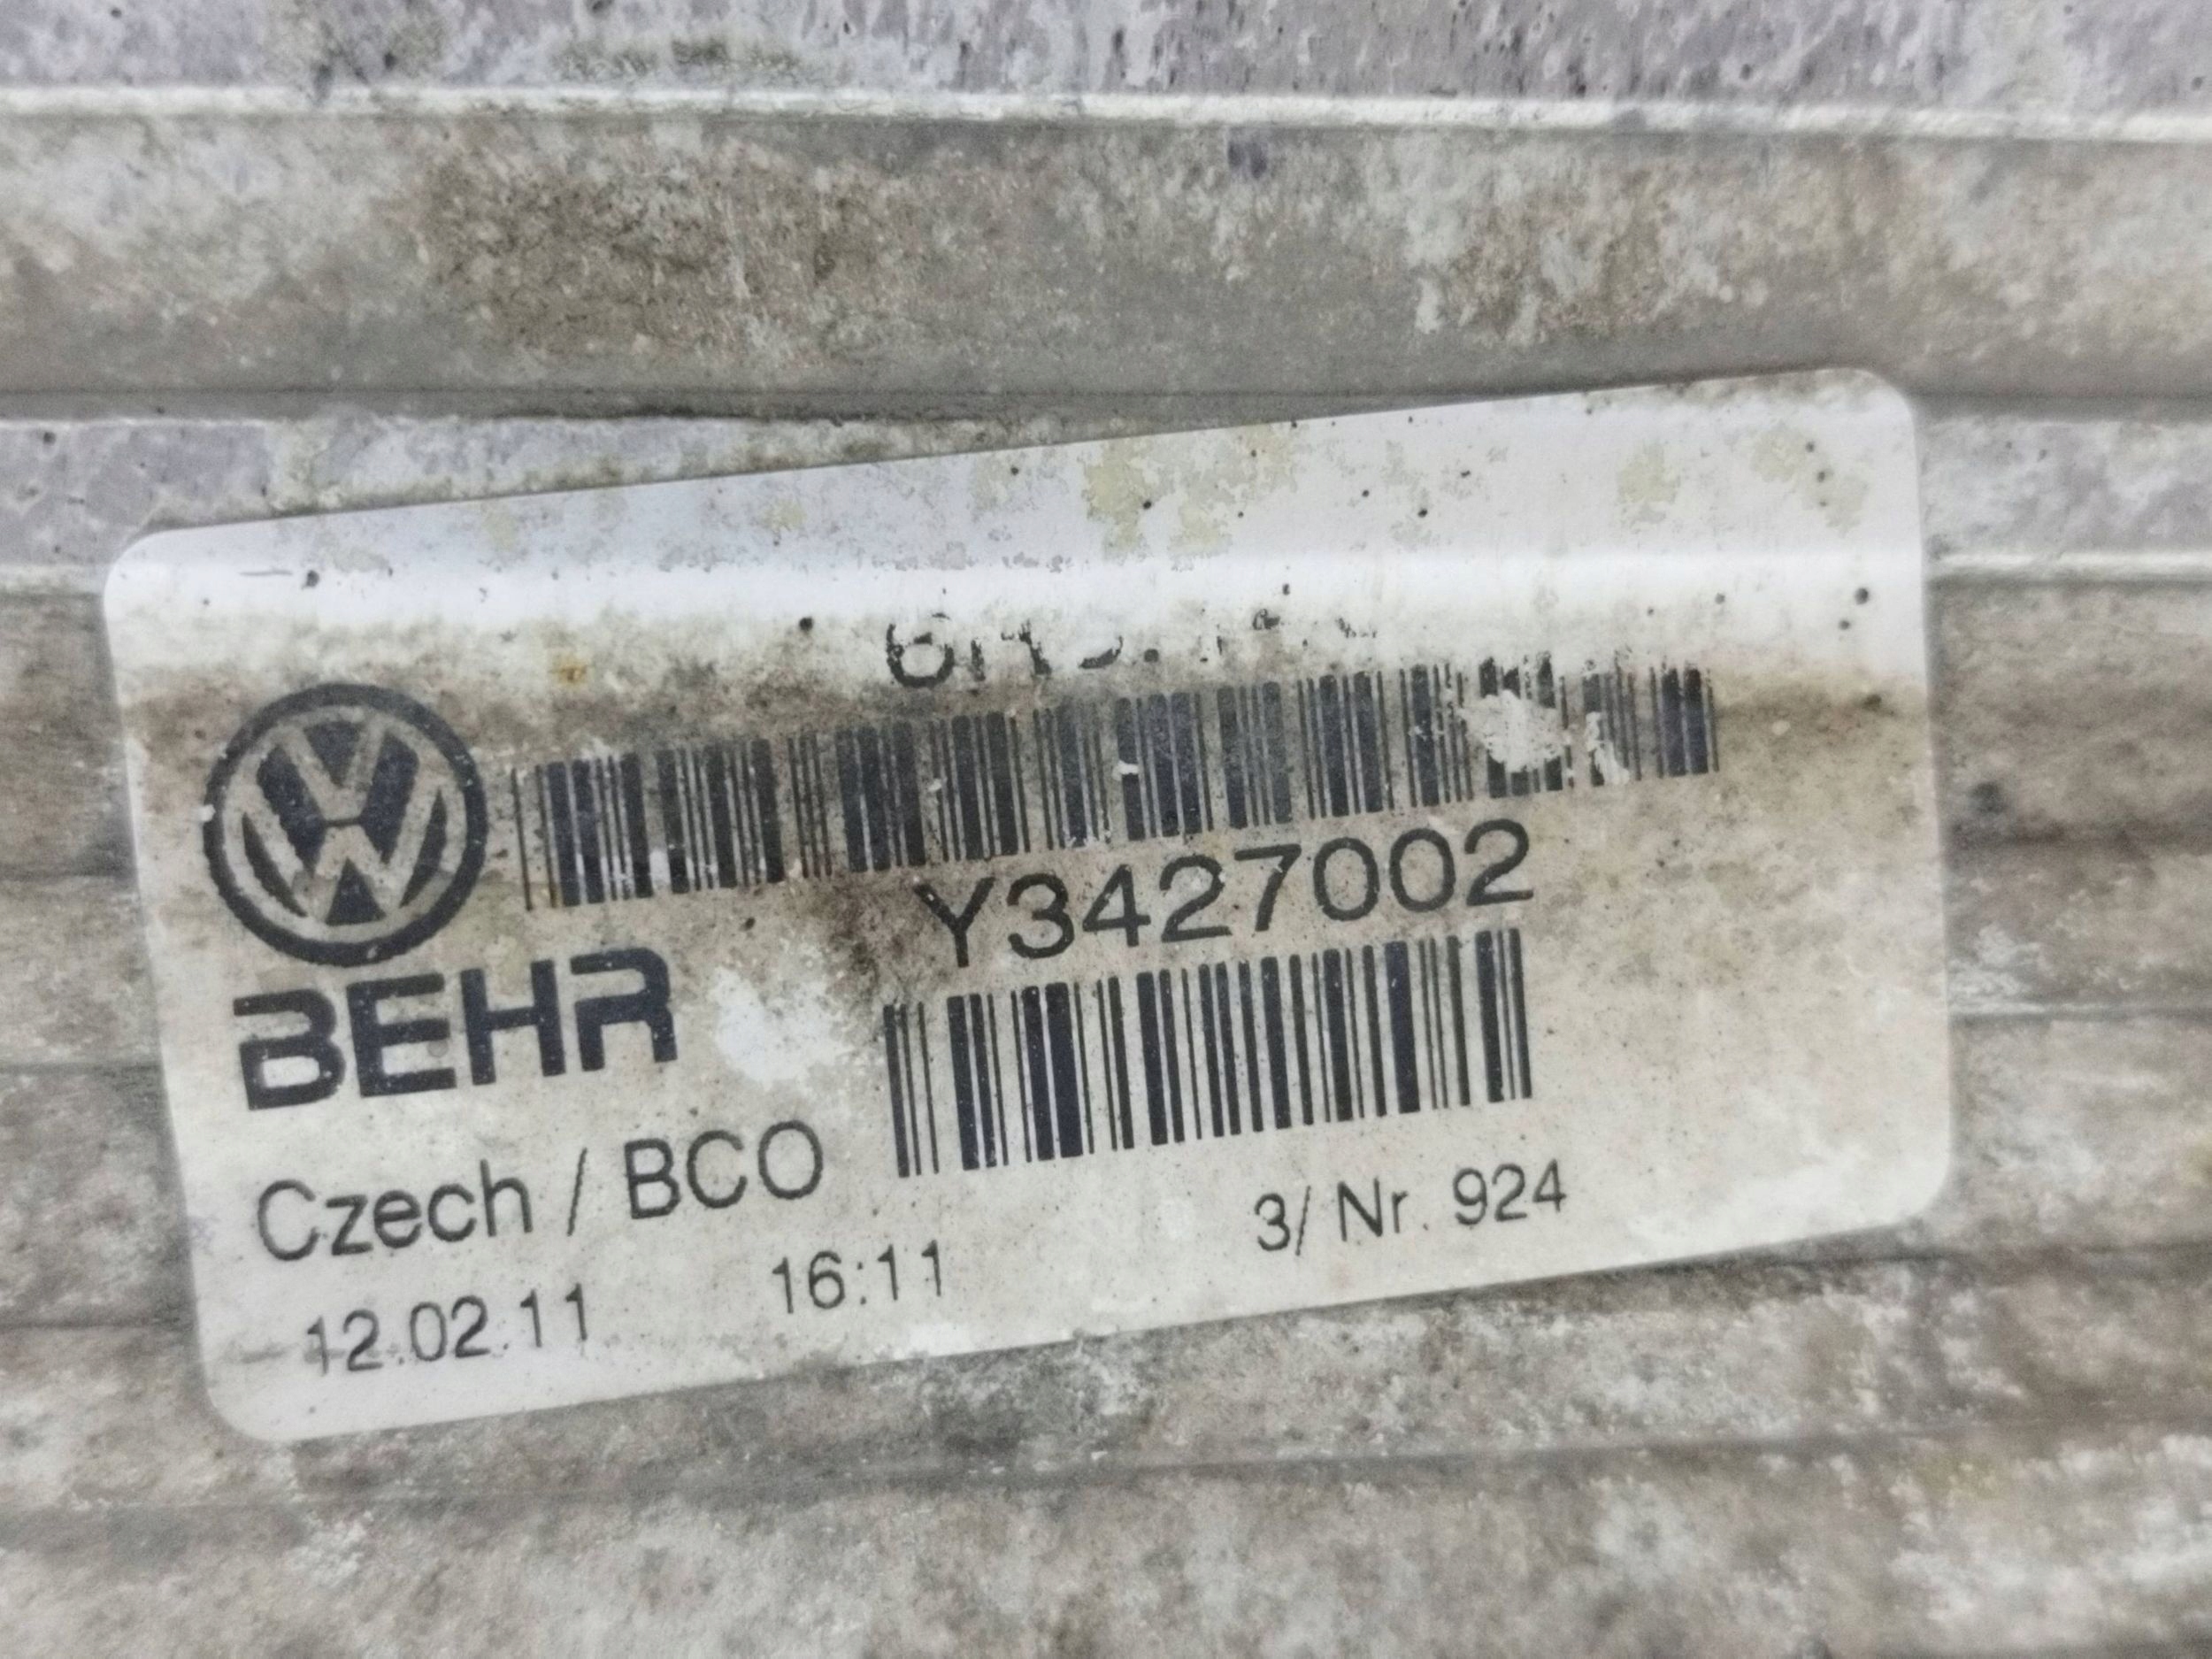 Y3427002
BEHR
Czech / BCO
12.02.11 16:11 3/ Nr. 924